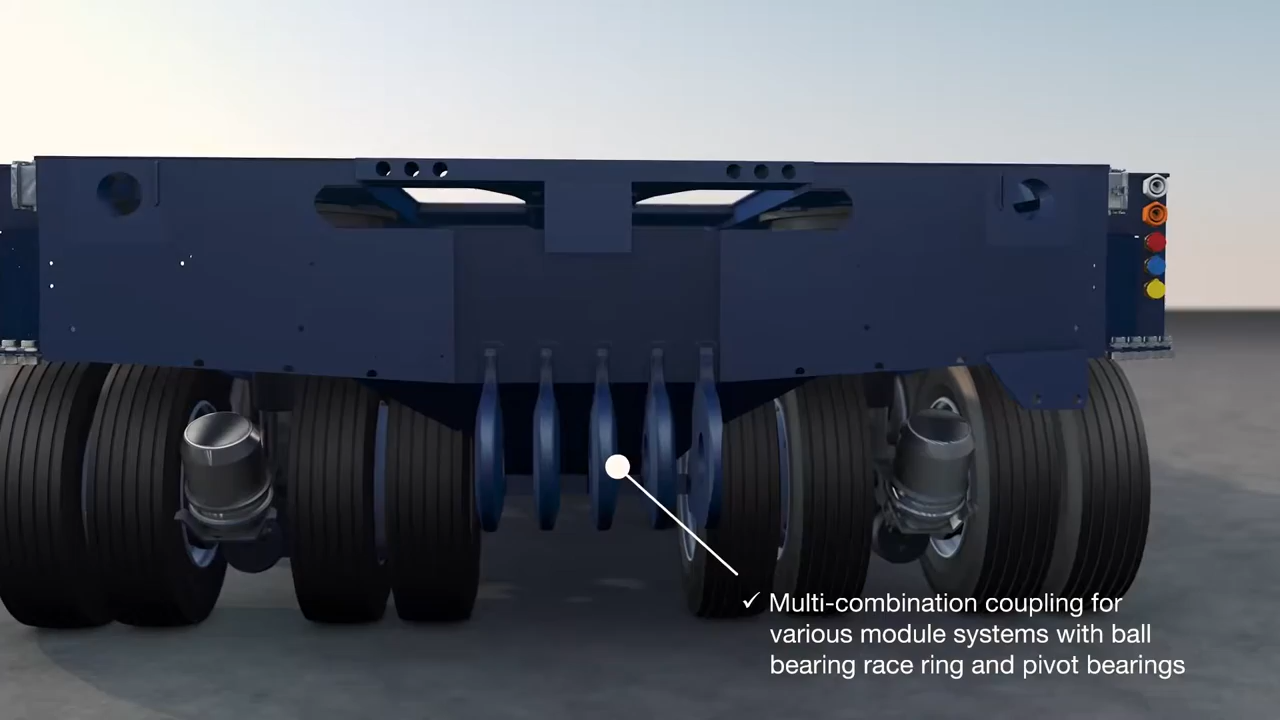 ✓ Multi-combination coupling for
various module systems with ball
bearing race ring and pivot bearings